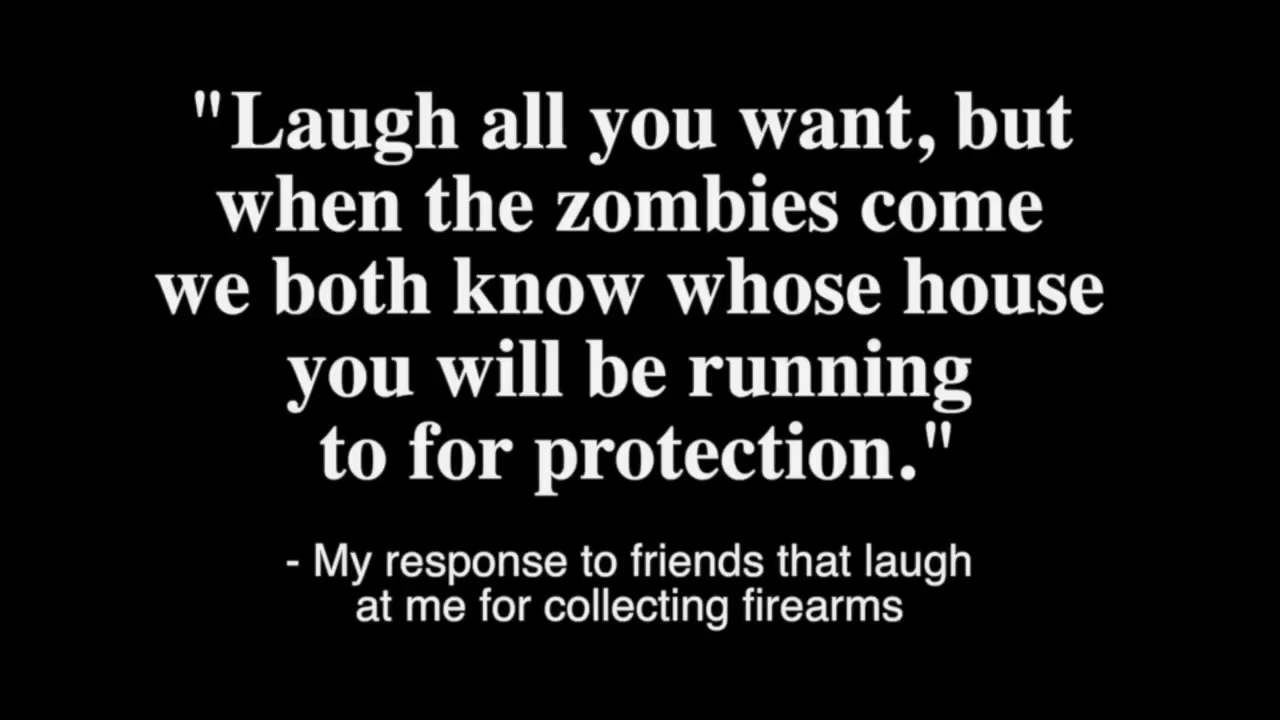 "Laugh all you want, but
when the zombies come
we both know whose house
you will be running
to for protection."
- My response to friends that laugh
at me for collecting firearms